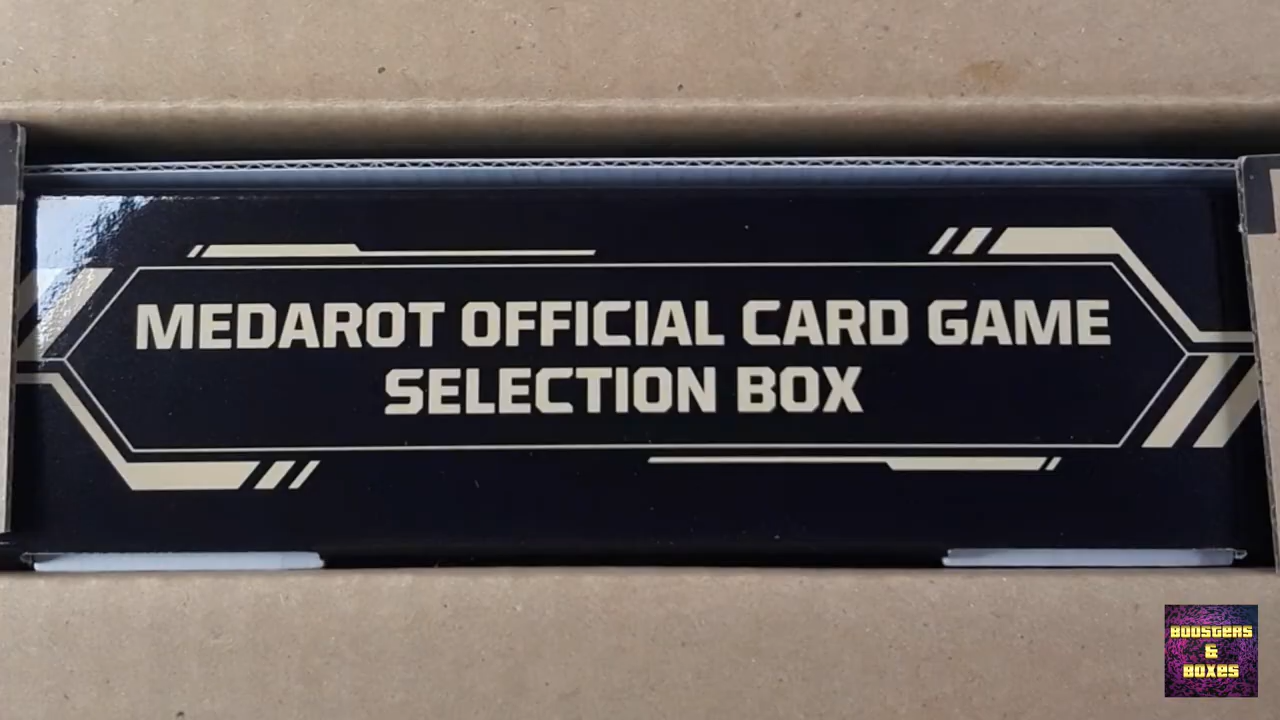 MEDAROT OFFICIAL CARD GAME
SELECTION BOX
BOOSTERS
&
BOXES